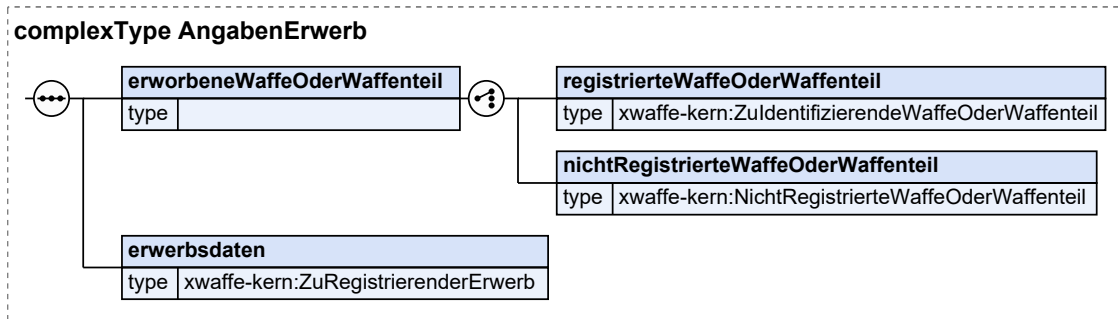 complexType AngabenErwerb
erworbeneWaffeOderWaffenteil
type
registrierteWaffeOderWaffenteil
type xwaffe-kern:ZuIdentifizierendeWaffeOderWaffenteil
nichtRegistrierteWaffeOderWaffenteil
type xwaffe-kern:NichtRegistrierteWaffeOderWaffenteil
erwerbsdaten
type xwaffe-kern:ZuRegistrierenderErwerb